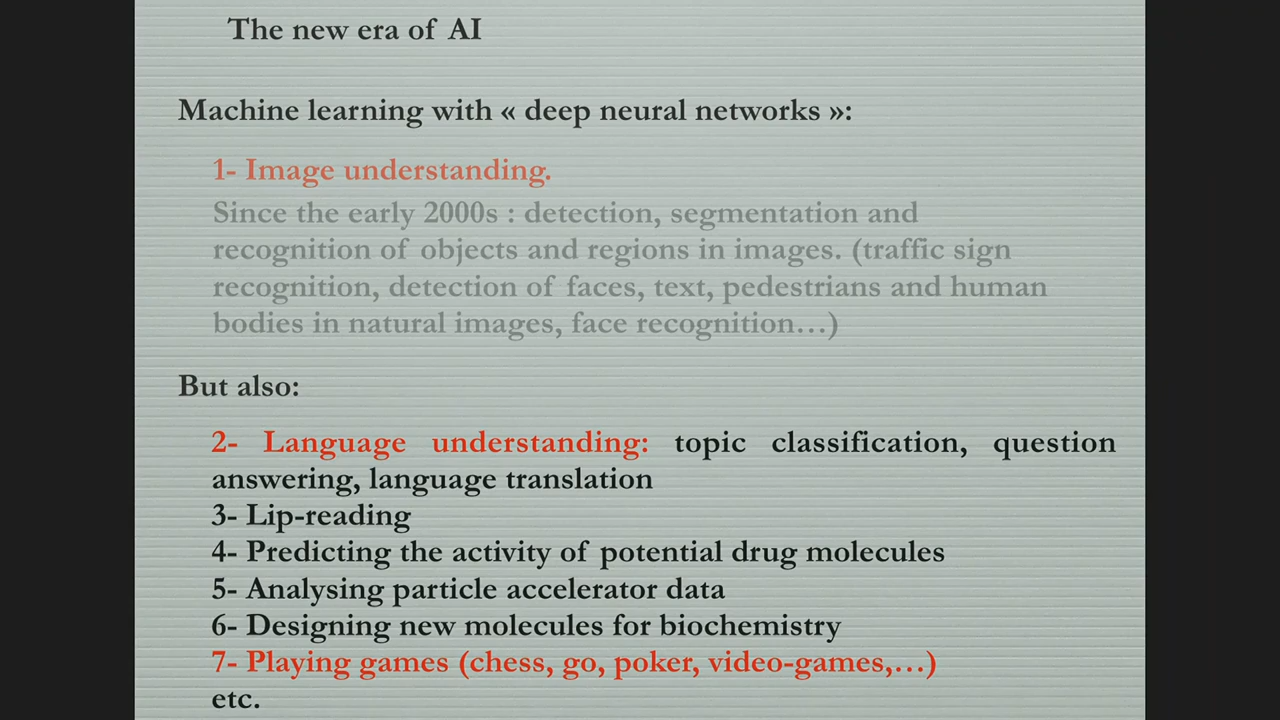 The new era of AI
Machine learning with « deep neural networks »:
1- Image understanding.
Since the early 2000s : detection, segmentation and
recognition of objects and regions in images. (traffic sign
recognition, detection of faces, text, pedestrians and human
bodies in natural images, face recognition…)
But also:
2- Language understanding: topic classification, question
answering, language translation
3- Lip-reading
4- Predicting the activity of potential drug molecules
5- Analysing particle accelerator data
6- Designing new molecules for biochemistry
7- Playing games (chess, go, poker, video-games,…)
etc.